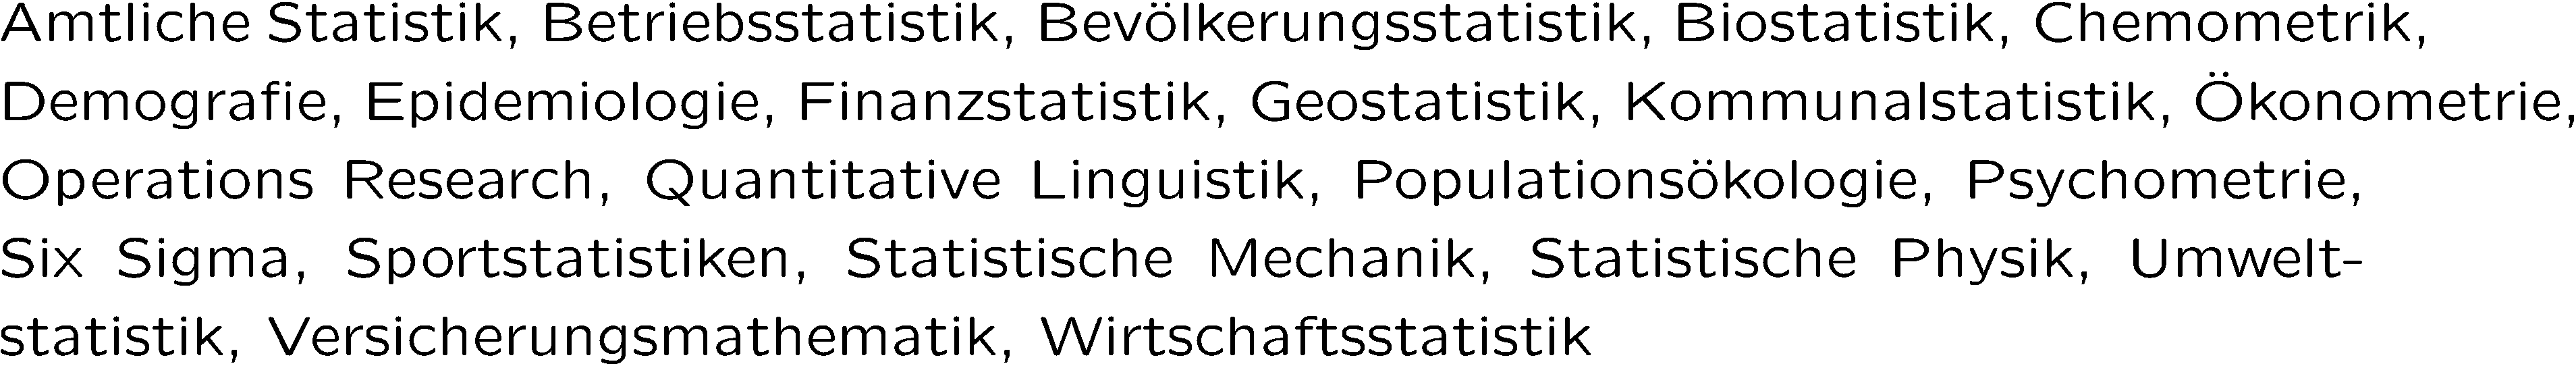 Amtliche Statistik, Betriebsstatistik, Bevölkerungsstatistik, Biostatistik, Chemometrik,
Demografie, Epidemiologie, Finanzstatistik, Geostatistik, Kommunalstatistik, Ökonometrie,
Operations Research, Quantitative Linguistik, Populationsökologie, Psychometrie,
Six Sigma, Sportstatistiken, Statistische Mechanik, Statistische Physik, Umwelt-
statistik, Versicherungsmathematik, Wirtschaftsstatistik